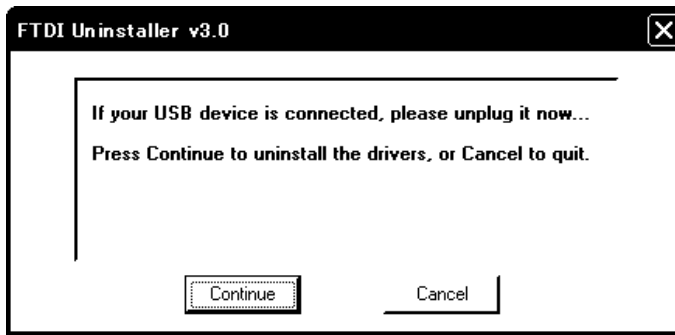 FTDI Uninstaller v3.0
If your USB device is connected, please unplug it now...
Press Continue to uninstall the drivers, or Cancel to quit.
Continue
Cancel